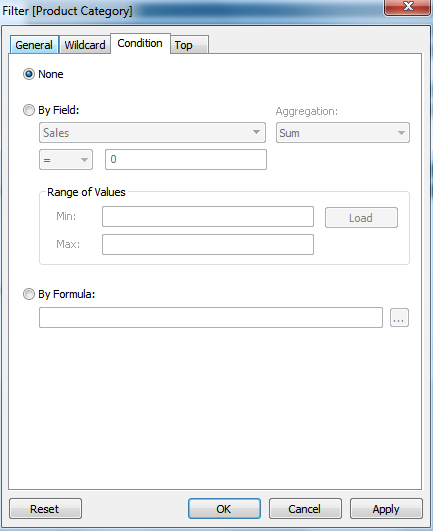 Filter [Product Category]
General Wildcard Condition Top
None
By Field: Aggregation:
Sales Sum
= 0
Range of Values
Min: Load
Max:
By Formula:
...
Reset OK Cancel Apply